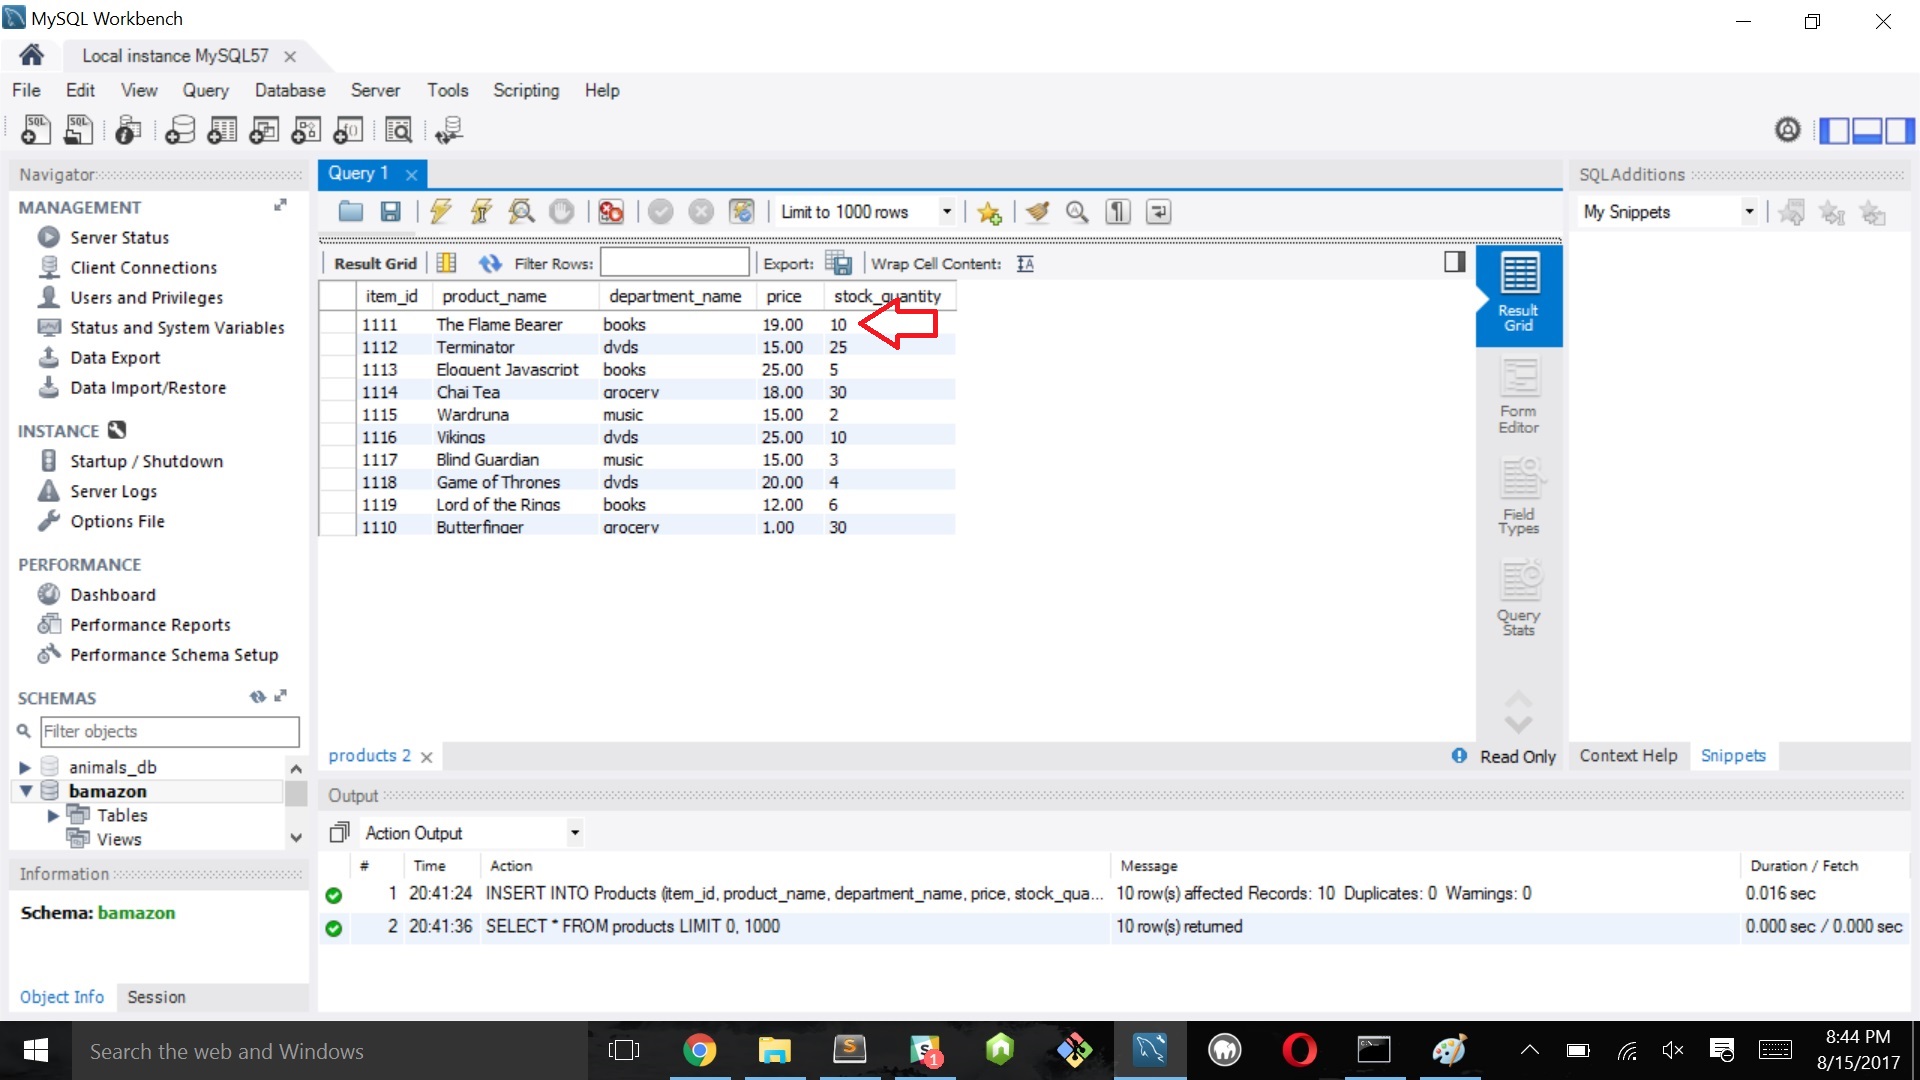 MySQL Workbench
Local instance MySQL57
File Edit View Query Database Server Tools Scripting Help
Navigator
MANAGEMENT
Server Status
Client Connections
Users and Privileges
Status and System Variables
Data Export
Data Import/Restore
INSTANCE
Startup / Shutdown
Server Logs
Options File
PERFORMANCE
Dashboard
Performance Reports
Performance Schema Setup
SCHEMAS
Filter objects
animals_db
bamazon
Tables
Views
Information
Schema: bamazon
Object Info Session
Query 1
Limit to 1000 rows
Result Grid Filter Rows: Export: Wrap Cell Content:
item_id product_name department_name price stock_quantity
1111 The Flame Bearer books 19.00 10
1112 Terminator dvds 15.00 25
1113 Eloquent Javascript books 25.00 5
1114 Chai Tea grocery 18.00 30
1115 Wardruna music 15.00 2
1116 Vikings dvds 25.00 10
1117 Blind Guardian music 15.00 3
1118 Game of Thrones dvds 20.00 4
1119 Lord of the Rings books 12.00 6
1110 Butterfinger grocery 1.00 30
Result
Grid
Form
Editor
Field
Types
Query
Stats
products 2
Read Only
SQLAdditions
My Snippets
Context Help Snippets
Output
Action Output
# Time Action Message Duration / Fetch
1 20:41:24 INSERT INTO Products (item_id, product_name, department_name, price, stock_qua... 10 row(s) affected Records: 10 Duplicates: 0 Warnings: 0 0.016 sec
2 20:41:36 SELECT * FROM products LIMIT 0, 1000 10 row(s) returned 0.000 sec / 0.000 sec
Search the web and Windows
1
8:44 PM
8/15/2017